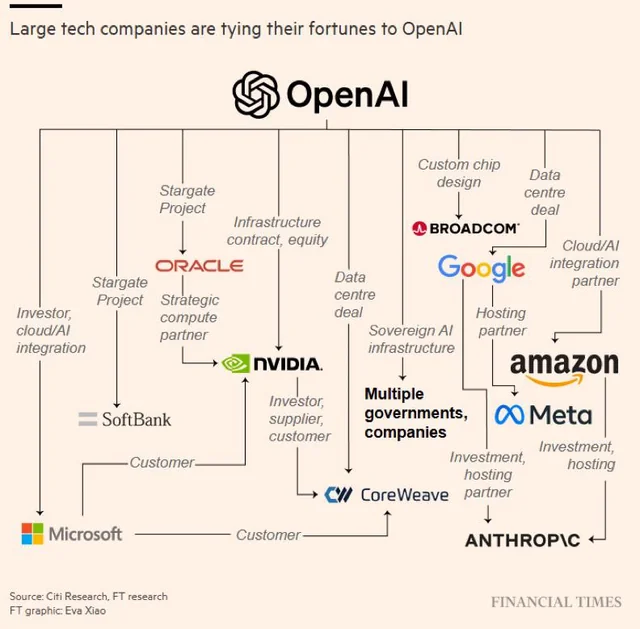 Large tech companies are tying their fortunes to OpenAI
OpenAI
Custom chip
design
Data
centre
deal
Stargate
Project
BROADCOM
Infrastructure
contract, equity
Cloud/AI
integration
partner
ORACLE
Google
Stargate
Project
Data
centre
deal
Strategic
compute
partner
Investor,
cloud/AI
integration
Sovereign AI
infrastructure
Hosting
partner
NVIDIA.
amazon
Multiple
governments,
companies
SoftBank
Investor,
supplier,
customer
Meta
Customer
Investment,
hosting
partner
Investment,
hosting
CoreWeave
Microsoft
Customer
ANTHROP\C
Source: Citi Research, FT research
FT graphic: Eva Xiao
FINANCIAL TIMES